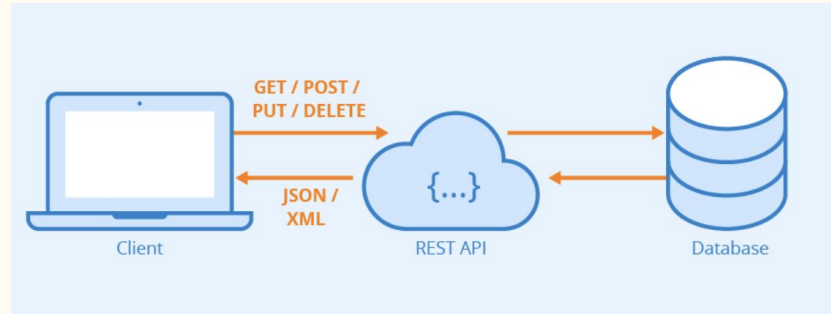 GET / POST /
PUT / DELETE
JSON /
XML
{...}
Client
REST API
Database